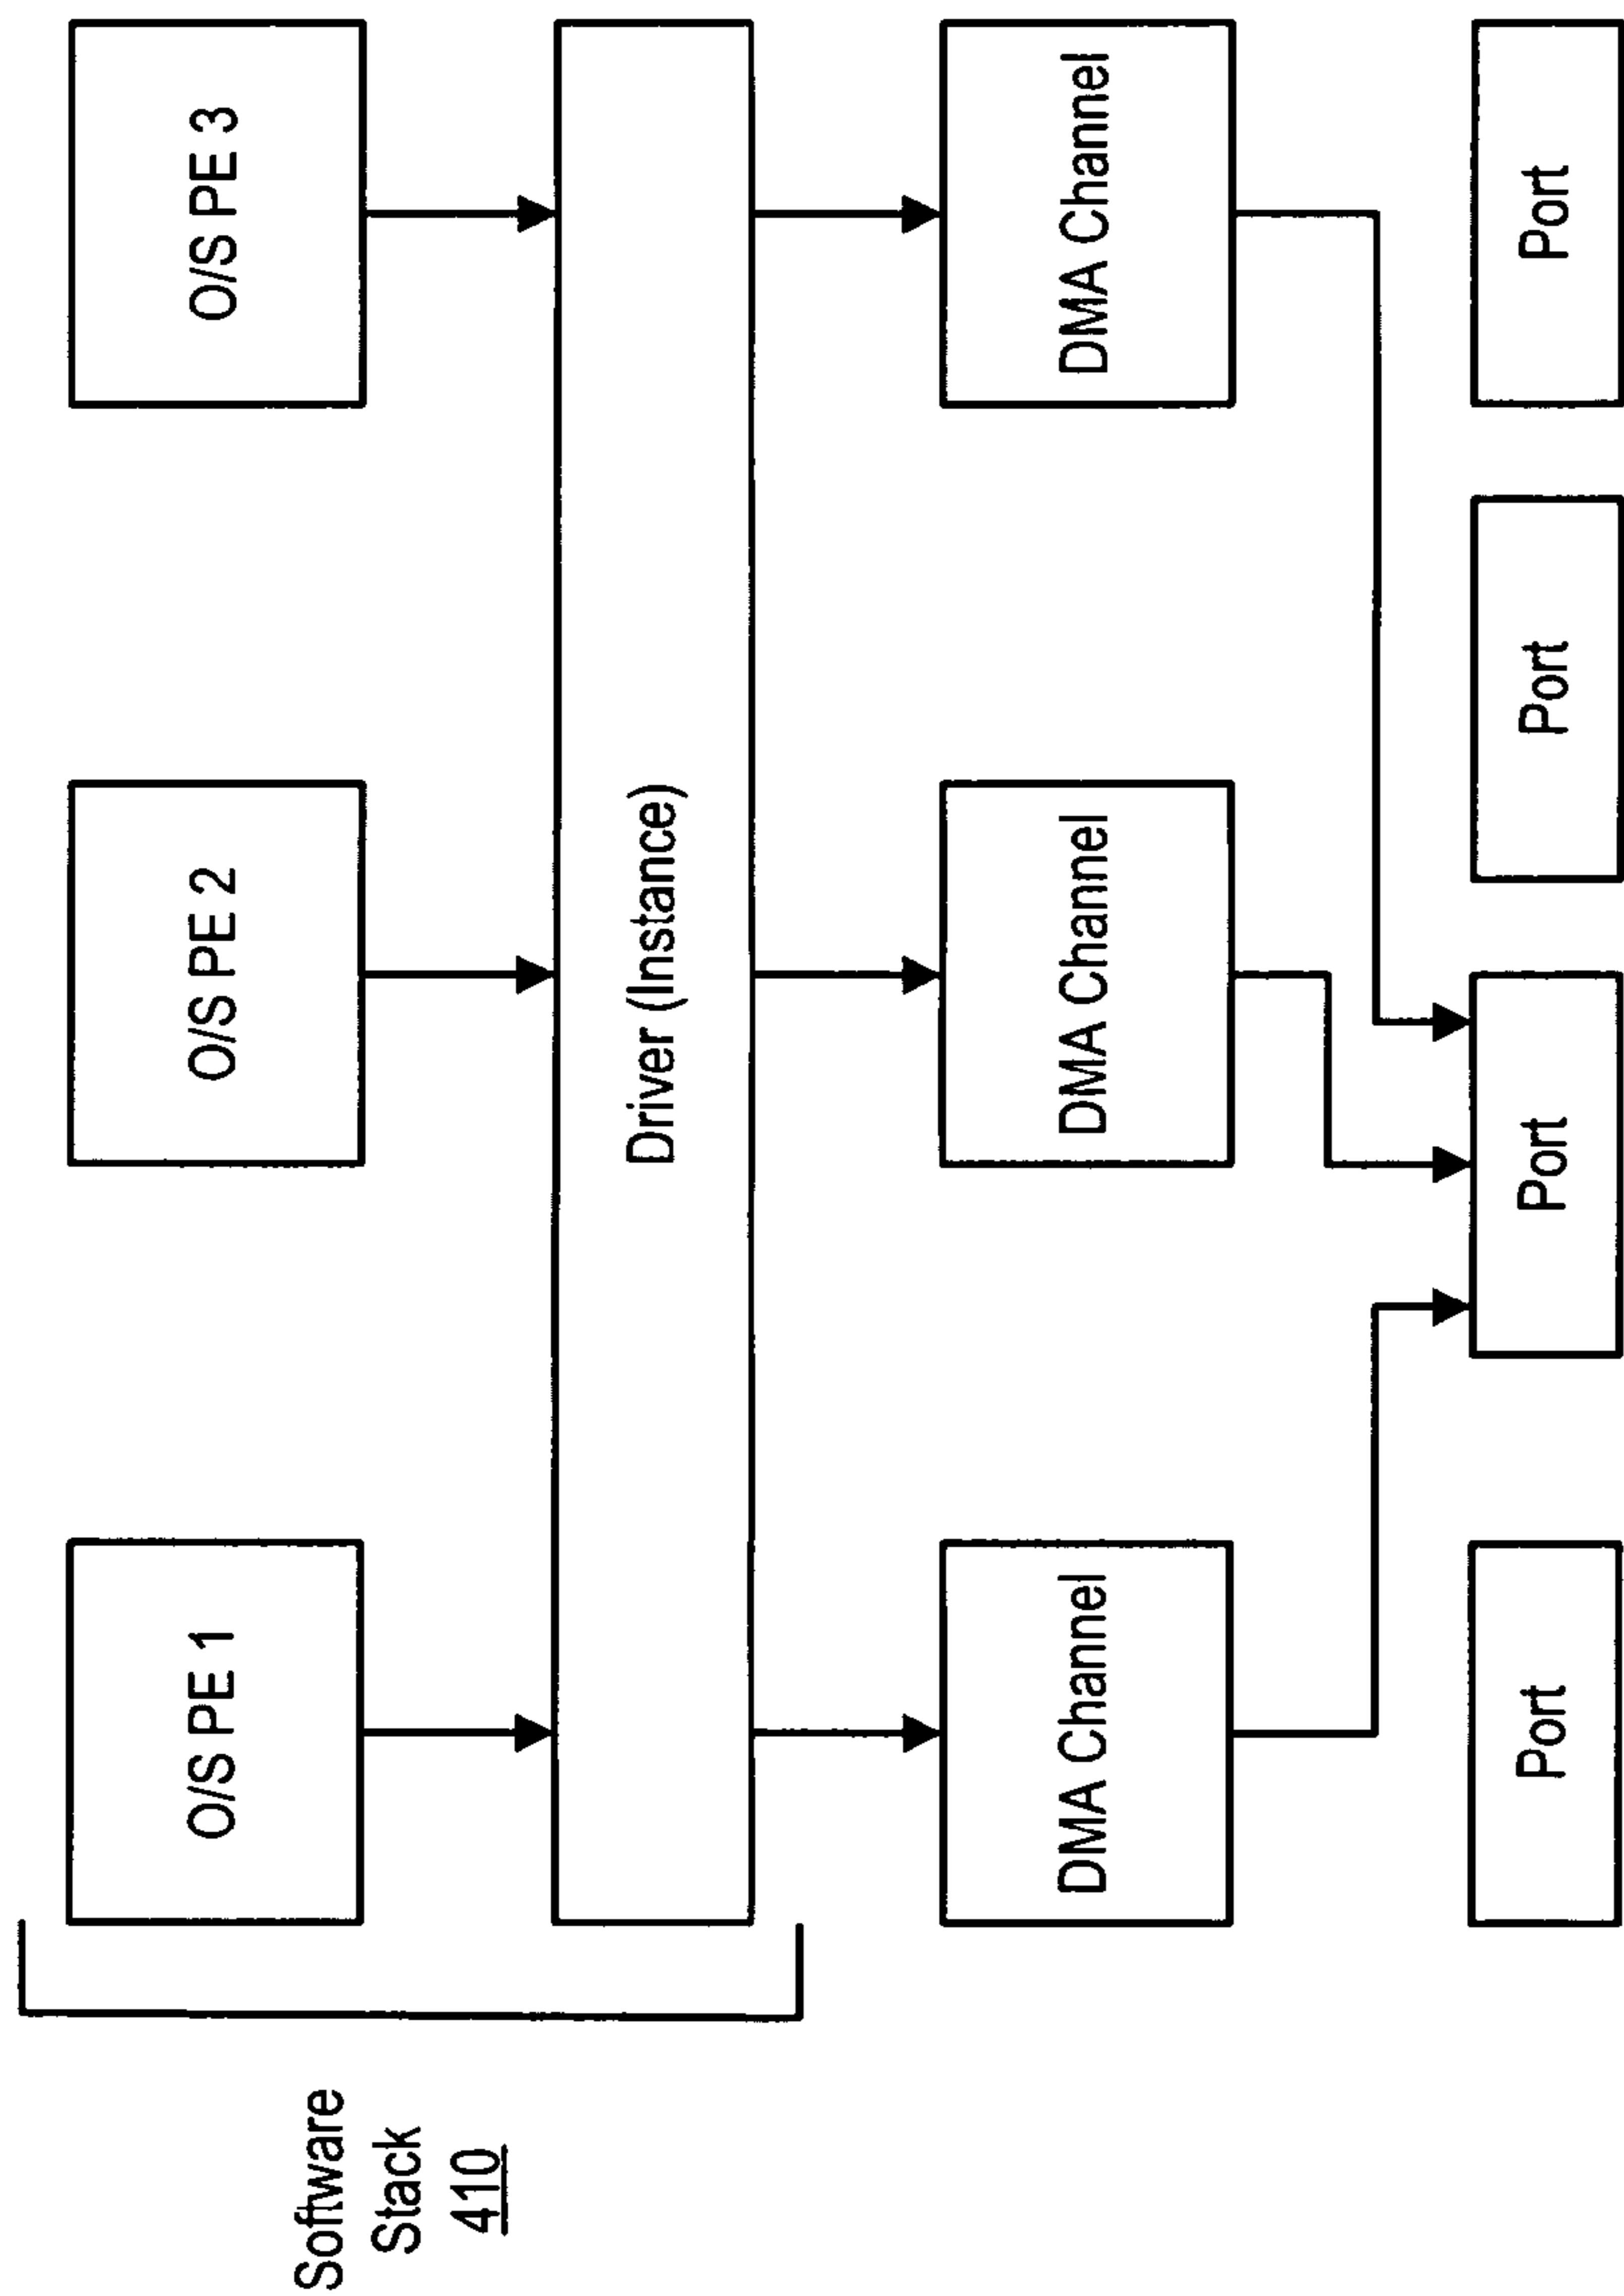 Software
Stack
410
O/S PE 1
O/S PE 2
O/S PE 3
Driver (Instance)
DMA Channel
DMA Channel
DMA Channel
Port
Port
Port
Port